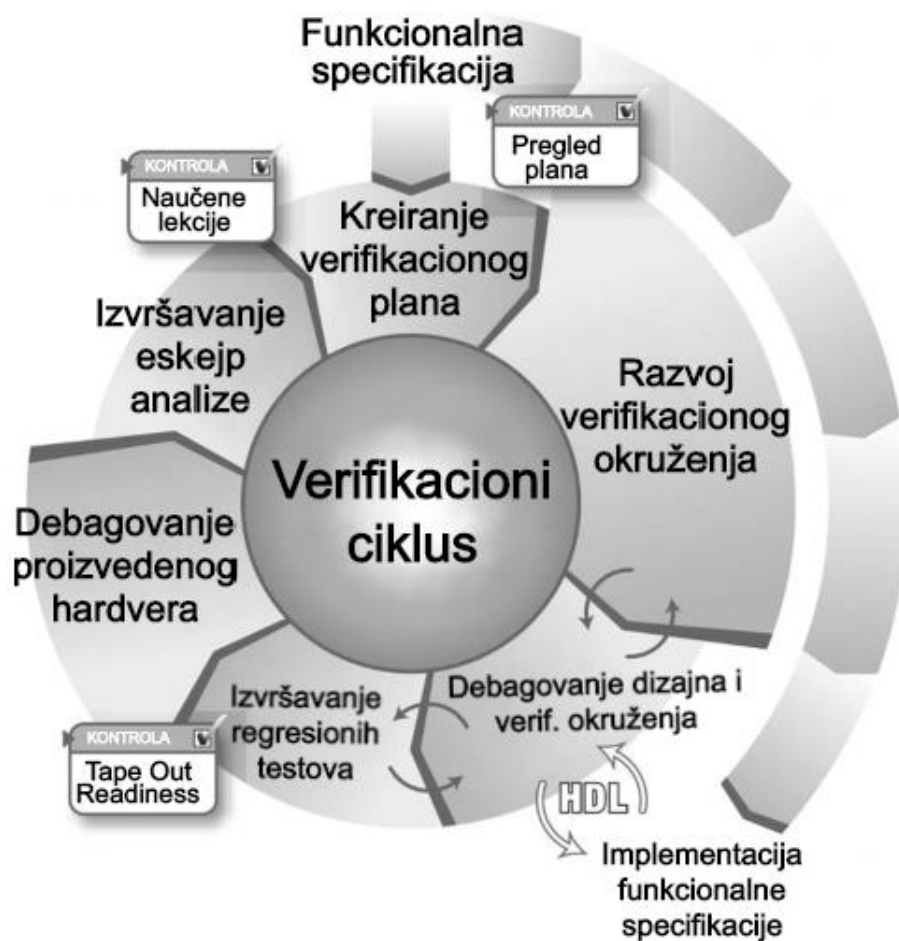 Funkcionalna
specifikacija
KONTROLA
Pregled
plana
KONTROLA
Naučene
lekcije
Kreiranje
verifikacionog
plana
Izvršavanje
eskejp
analize
Razvoj
verifikacionog
okruženja
Verifikacioni
ciklus
Debagovanje
proizvedenog
hardvera
Debagovanje dizajna i
verif. okruženja
Izvršavanje
regresionih
testova
KONTROLA
Tape Out
Readiness
HDL
Implementacija
funkcionalne
specifikacije